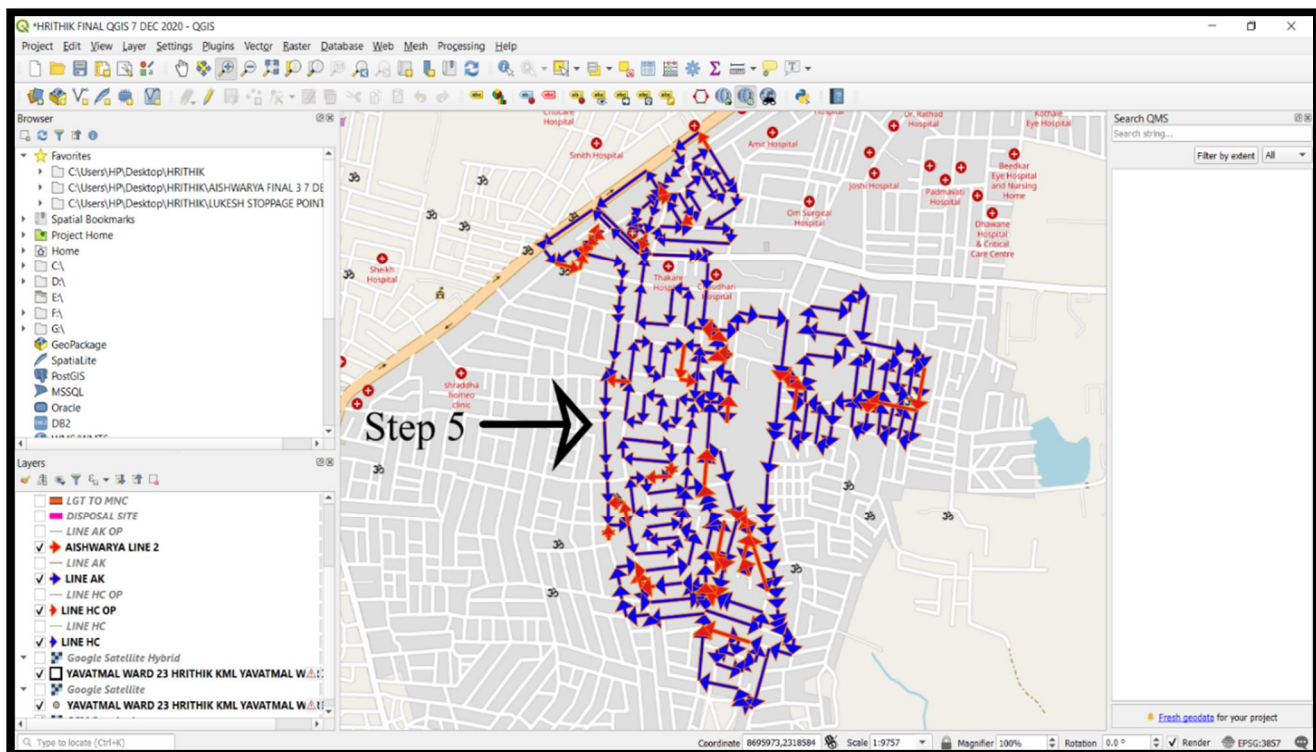 *HRITHIK FINAL QGIS 7 DEC 2020 - QGIS
Project Edit View Layer Settings Plugins Vector Raster Database Web Mesh Processing Help
Browser
Favorites
C:\Users\HP\Desktop\HRITHIK
C:\Users\HP\Desktop\HRITHIK\AISHWARYA FINAL 3 7 DE
C:\Users\HP\Desktop\HRITHIK\LUKESH STOPPAGE POINT
Spatial Bookmarks
Project Home
Home
C:\
D:\
E:\
F:\
G:\
GeoPackage
SpatiaLite
PostGIS
MSSQL
Oracle
DB2
WMS/WMTS
Layers
LGT TO MNC
DISPOSAL SITE
LINE AK OP
AISHWARYA LINE 2
LINE AK
LINE AK
LINE HC OP
LINE HC OP
LINE HC
LINE HC
Google Satellite Hybrid
YAVATMAL WARD 23 HRITHIK KML YAVATMAL W
Google Satellite
YAVATMAL WARD 23 HRITHIK KML YAVATMAL W
Hospital
Smith Hospital
Amit Hospital
Dr. Rathod
Hospital
Kothale
Eye Hospital
Joshi Hospital
Padmavati
Hospital
Beedkar
Eye Hospital
and Nursing
Home
Om Surgical
Hospital
Dhawane
Hospital
& Critical
Care Centre
Sheikh
Hospital
Thakare
Hospital
shraddha
homeo
clinic
ॐ
Step 5
Search QMS
Search string...
Filter by extent All
Fresh geodata for your project
Type to locate (Ctrl+K)
Coordinate 8695973,2318584 Scale 1:9757 Magnifier 100% Rotation 0.0 ° Render EPSG:3857